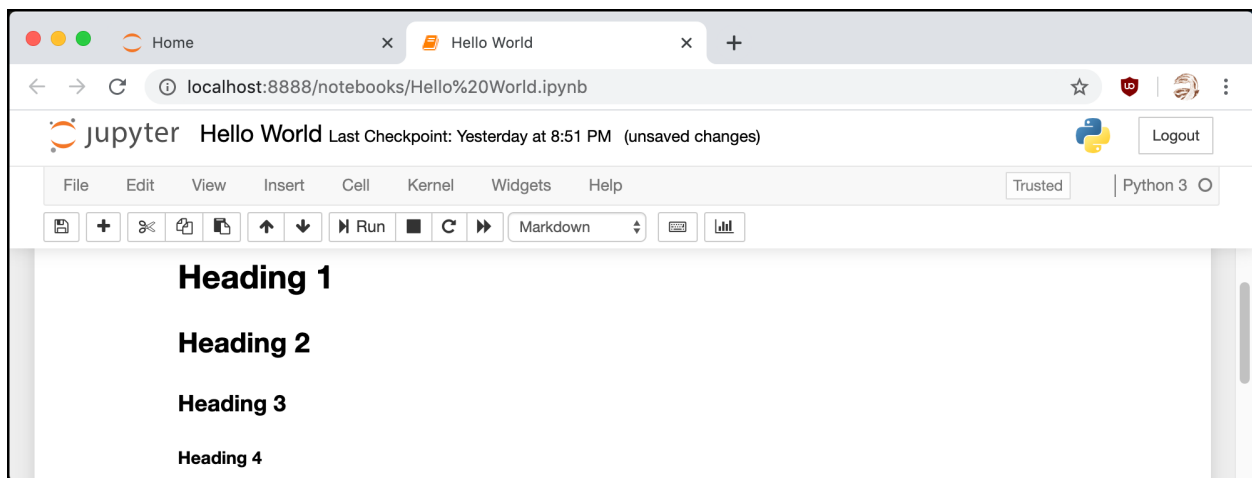 Home
Hello World
localhost:8888/notebooks/Hello%20World.ipynb
jupyter Hello World Last Checkpoint: Yesterday at 8:51 PM (unsaved changes)
Logout
File Edit View Insert Cell Kernel Widgets Help Trusted Python 3
Run Markdown
Heading 1
Heading 2
Heading 3
Heading 4